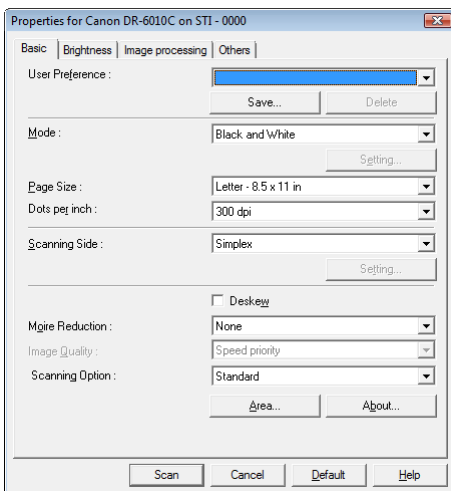 Properties for Canon DR-6010C on STI - 0000
Basic Brightness Image processing Others
User Preference :
Save... Delete
Mode : Black and White
Setting...
Page Size : Letter - 8.5 x 11 in
Dots per inch : 300 dpi
Scanning Side : Simplex
Setting...
Deskew
Moire Reduction : None
Image Quality : Speed priority
Scanning Option : Standard
Area... About...
Scan Cancel Default Help